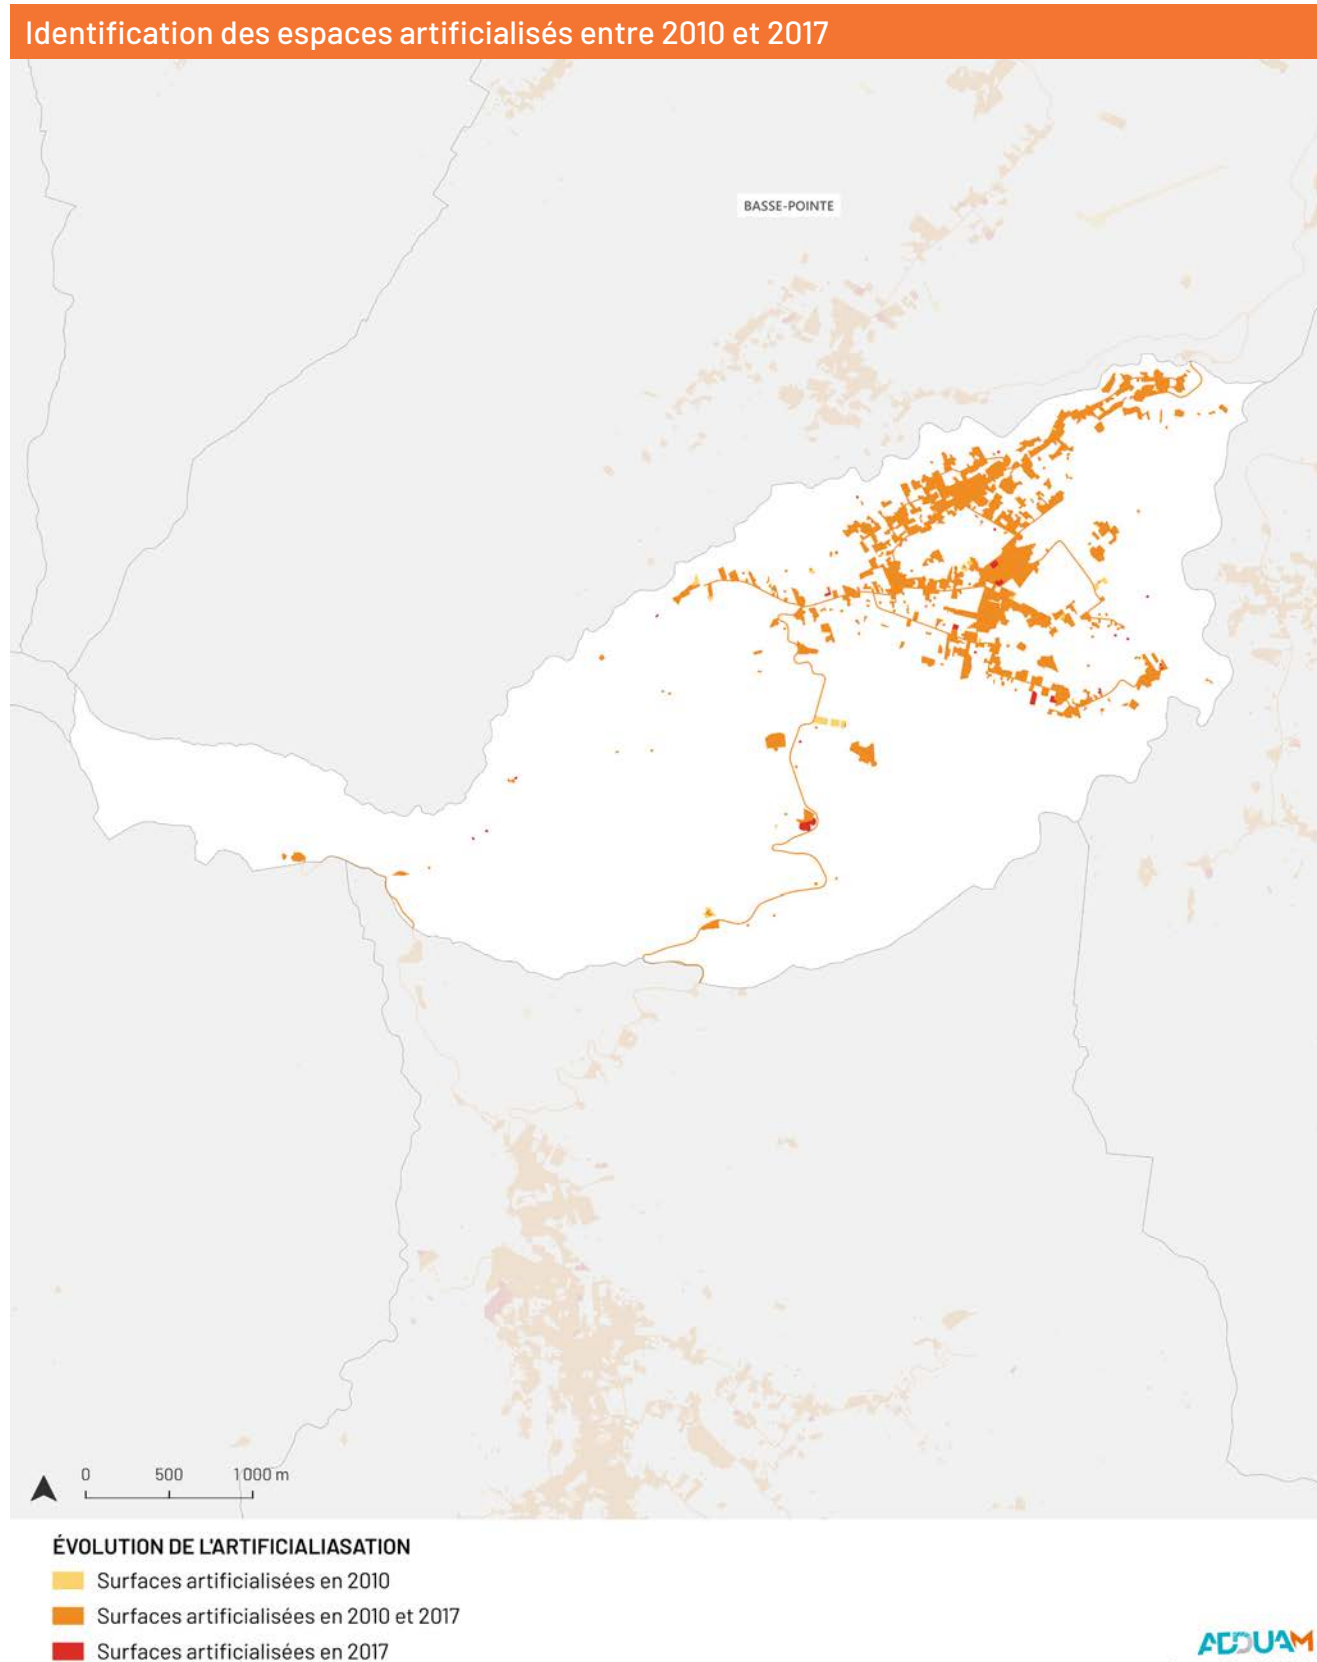 Identification des espaces artificialisés entre 2010 et 2017
BASSE-POINTE
0 500 1000 m
ÉVOLUTION DE L'ARTIFICIALIASATION
Surfaces artificialisées en 2010
Surfaces artificialisées en 2010 et 2017
Surfaces artificialisées en 2017
ADDUAM